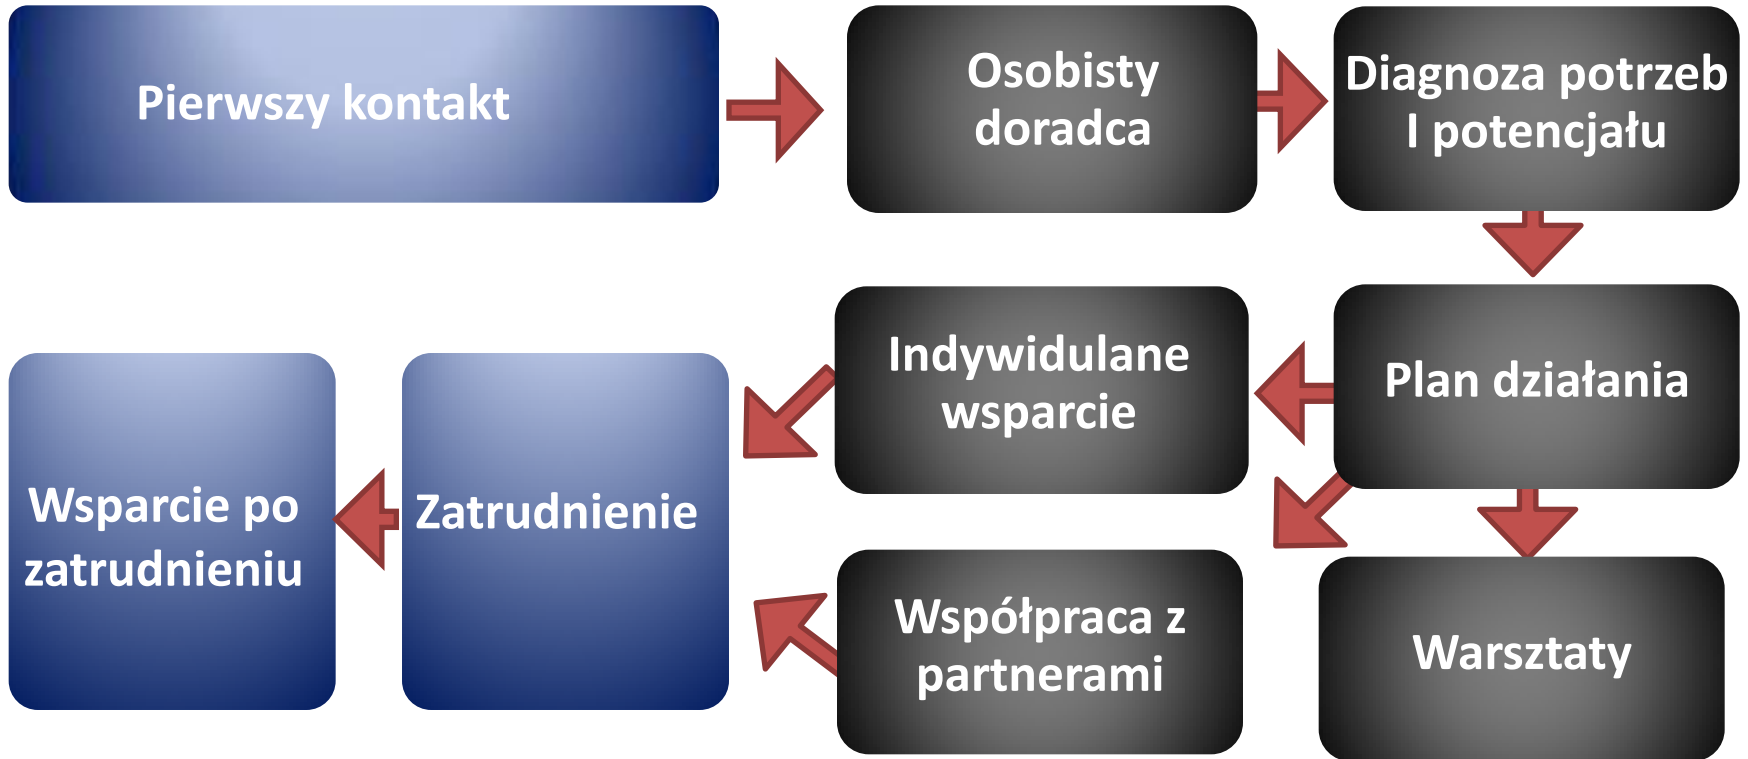 Pierwszy kontakt
Osobisty
doradca
Diagnoza potrzeb
I potencjału
Plan działania
Indywidulane
wsparcie
Współpraca z
partnerami
Warsztaty
Zatrudnienie
Wsparcie po
zatrudnieniu